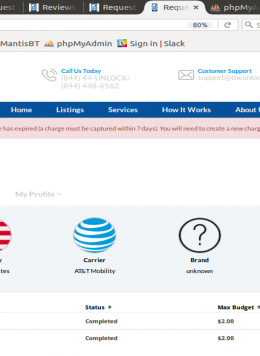 uest Reviews Request Reque × phpMyA
80%
MantisBT phpMyAdmin Sign in | Slack
Call Us Today Customer Support
(844) 44-UNLOCK/ support@theunlo
(844) 448-6562
Home Listings Services How It Works About U
e has expired (a charge must be captured within 7 days). You will need to create a new charg
My Profile
y Carrier Brand
tes AT&T Mobility unknown
Status Max Budget
Completed $2.00
Completed $2.00